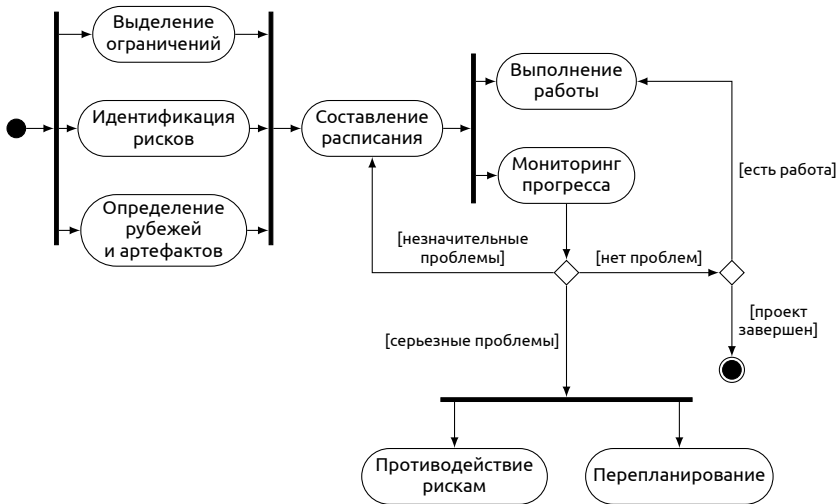 Выделение
ограничений
Идентификация
рисков
Определение
рубежей
и артефактов
Составление
расписания
Выполнение
работы
Мониторинг
прогресса
[есть работа]
[незначительные
проблемы]
[нет проблем]
[проект
завершен]
[серьезные проблемы]
Противодействие
рискам
Перепланирование